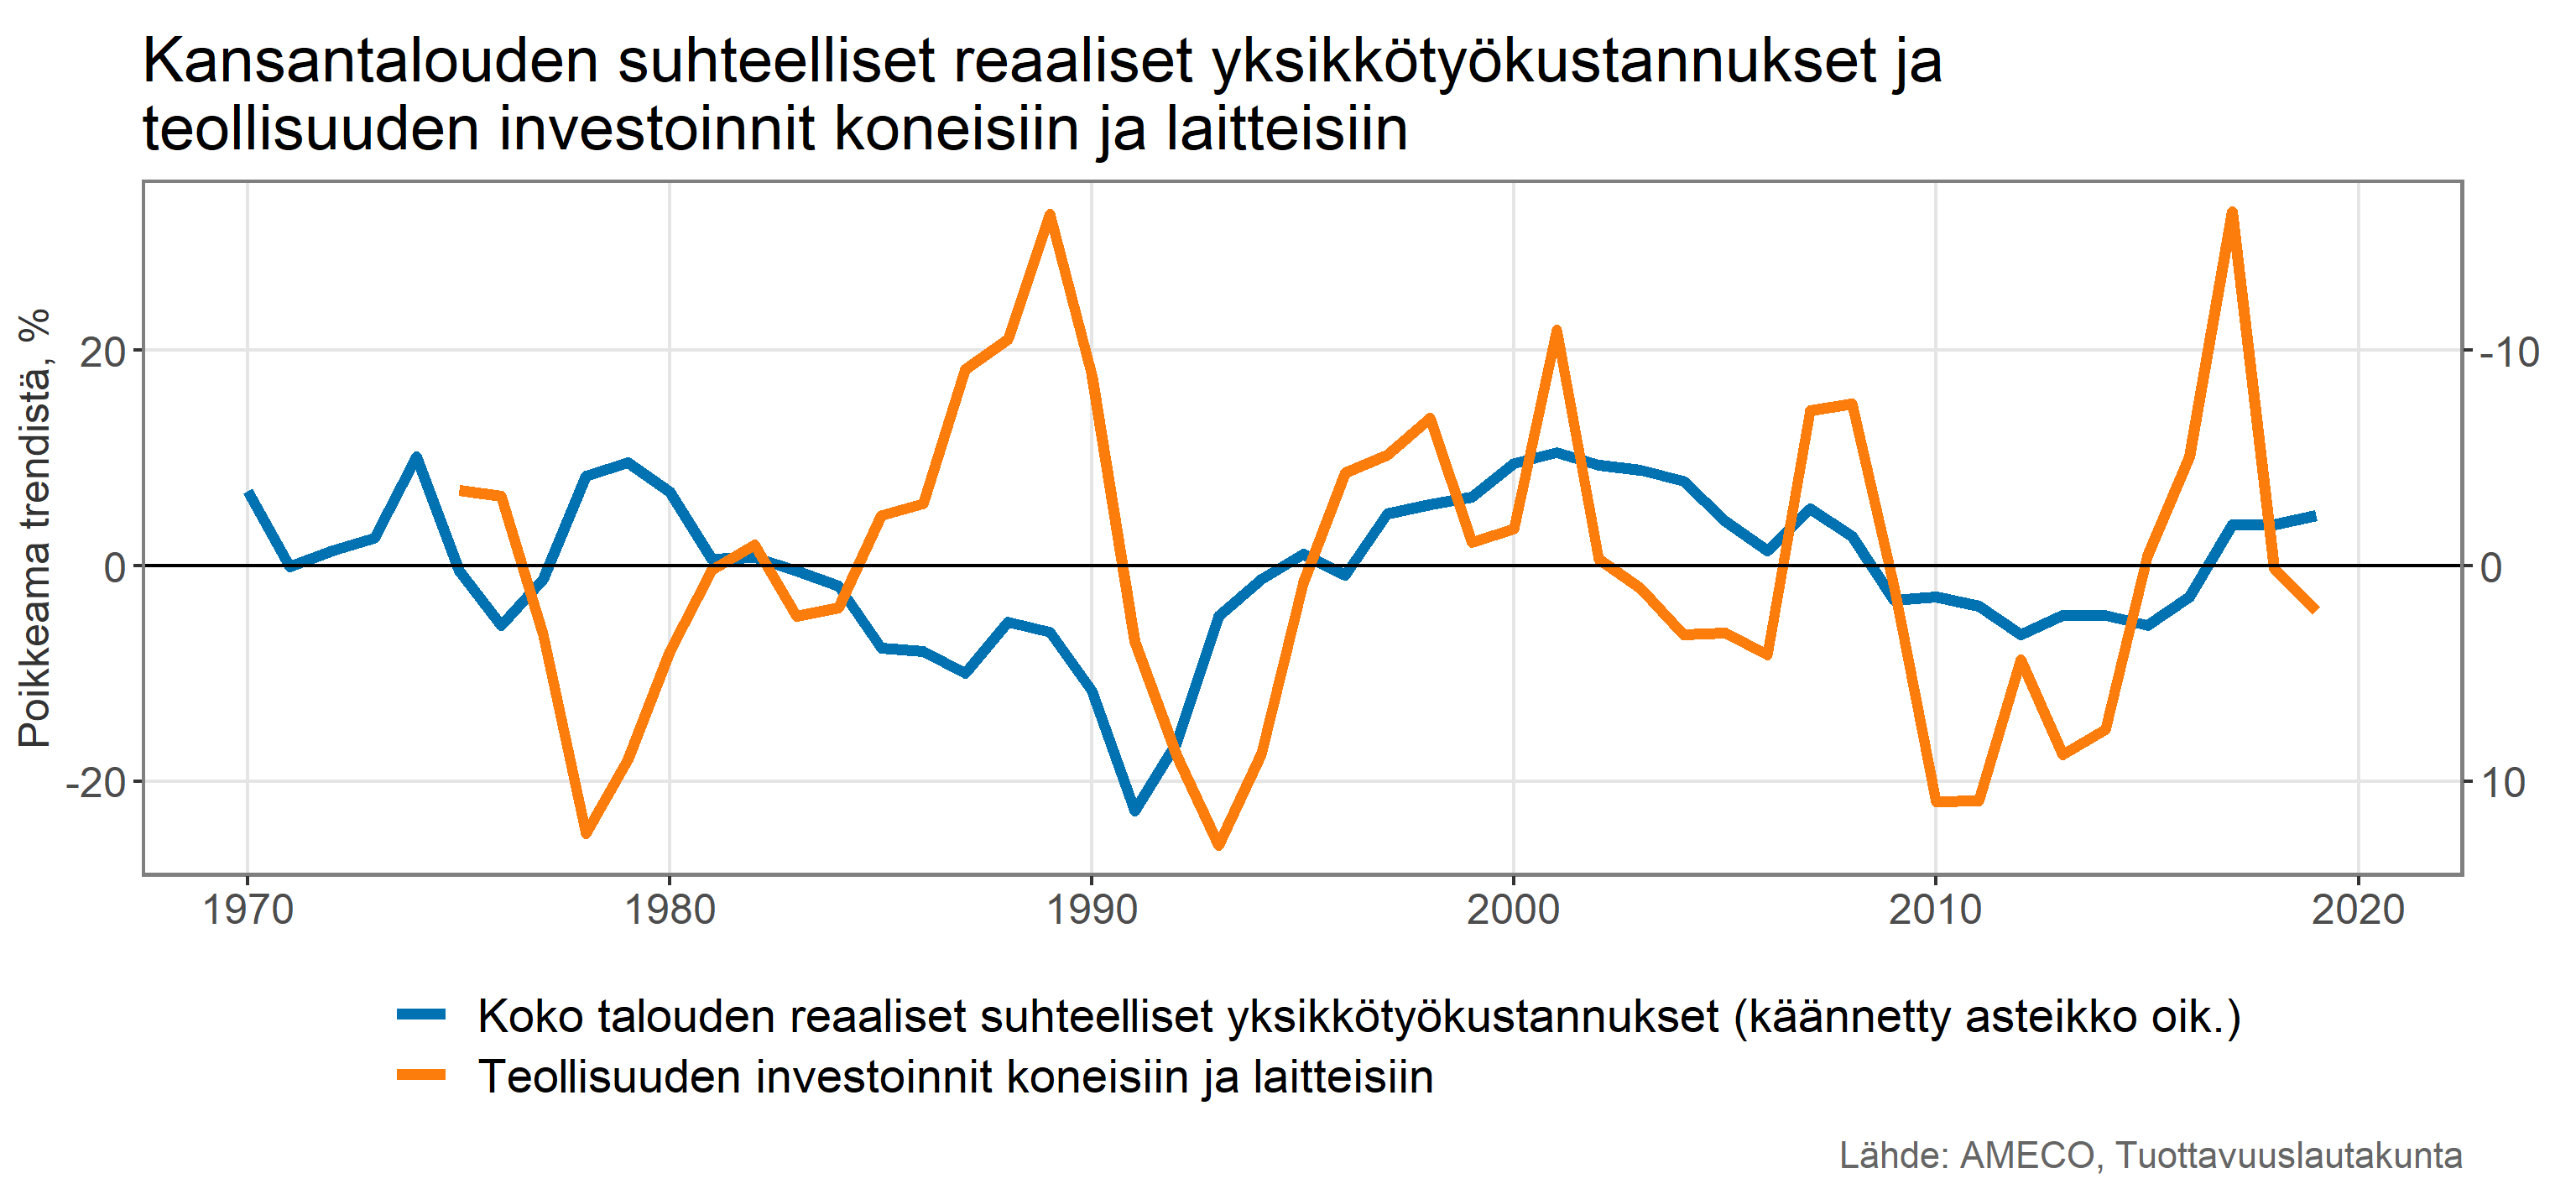 Kansantalouden suhteelliset reaaliset yksikkötyökustannukset ja
teollisuuden investoinnit koneisiin ja laitteisiin
Poikkeama trendistä, %
20
0
-20
-10
0
10
1970
1980
1990
2000
2010
2020
Koko talouden reaaliset suhteelliset yksikkötyökustannukset (käännetty asteikko oik.)
Teollisuuden investoinnit koneisiin ja laitteisiin
Lähde: AMECO, Tuottavuuslautakunta